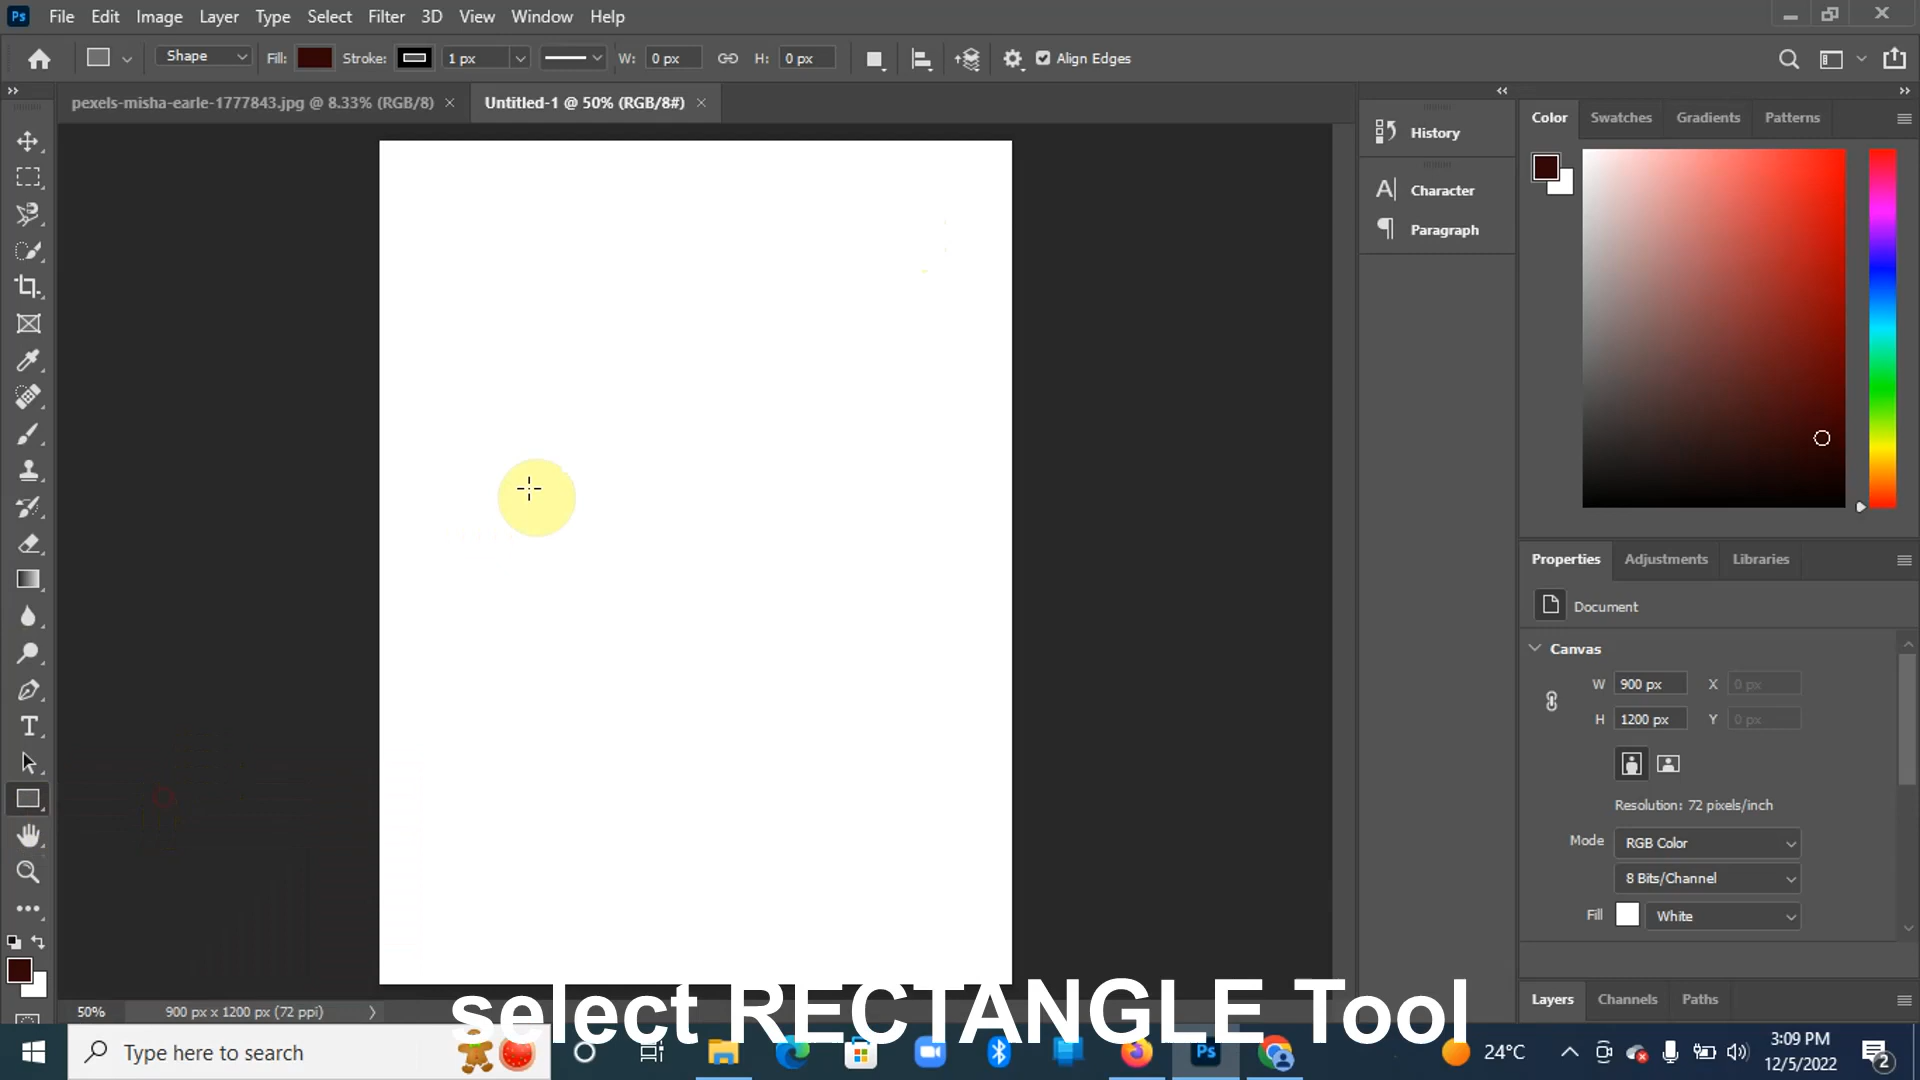 Ps File Edit Image Layer Type Select Filter 3D View Window Help
Shape Fill: Stroke: 1 px W: 0 px H: 0 px Align Edges
pexels-misha-earle-1777843.jpg @ 8.33% (RGB/8) Untitled-1 @ 50% (RGB/8#)
History
Character
Paragraph
Color Swatches Gradients Patterns
Properties Adjustments Libraries
Document
Canvas
W 900 px X 0 px
H 1200 px Y 0 px
Resolution: 72 pixels/inch
Mode RGB Color
8 Bits/Channel
Fill White
Layers Channels Paths
50% 900 px x 1200 px (72 ppi)
select RECTANGLE Tool
Type here to search
Ps
24°C
3:09 PM
12/5/2022
2